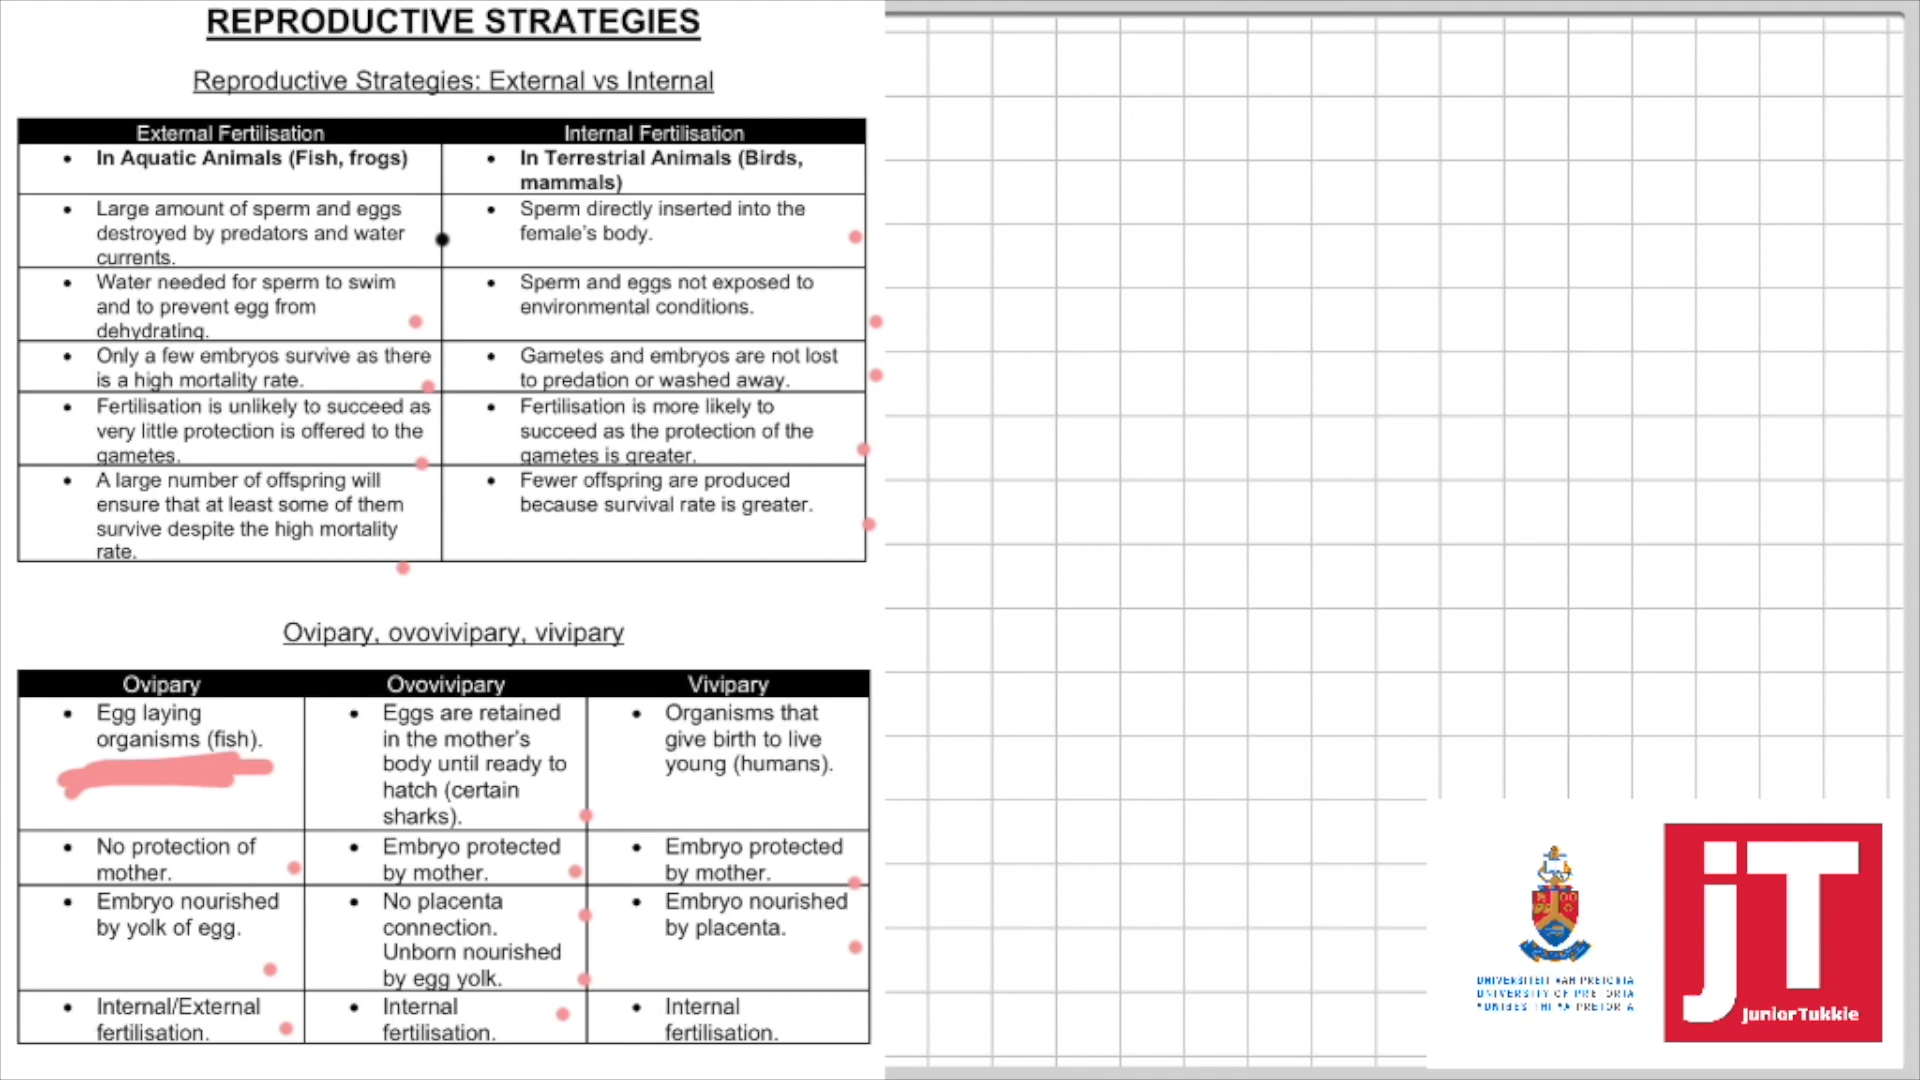 REPRODUCTIVE STRATEGIES
Reproductive Strategies: External vs Internal
External Fertilisation
Internal Fertilisation
• In Aquatic Animals (Fish, frogs)
• In Terrestrial Animals (Birds,
mammals)
• Large amount of sperm and eggs
destroyed by predators and water
currents.
• Sperm directly inserted into the
female's body.
• Water needed for sperm to swim
and to prevent egg from
dehydrating.
• Sperm and eggs not exposed to
environmental conditions.
• Only a few embryos survive as there
is a high mortality rate.
• Gametes and embryos are not lost
to predation or washed away.
• Fertilisation is unlikely to succeed as
very little protection is offered to the
gametes.
• Fertilisation is more likely to
succeed as the protection of the
gametes is greater.
• A large number of offspring will
ensure that at least some of them
survive despite the high mortality
rate.
• Fewer offspring are produced
because survival rate is greater.
Ovipary, ovovivipary, vivipary
Ovipary
Ovovivipary
Vivipary
• Egg laying
organisms (fish).
• Eggs are retained
in the mother's
body until ready to
hatch (certain
sharks).
• Organisms that
give birth to live
young (humans).
• No protection of
mother.
• Embryo protected
by mother.
• Embryo protected
by mother.
• Embryo nourished
by yolk of egg.
• No placenta
connection.
Unborn nourished
by egg yolk.
• Embryo nourished
by placenta.
• Internal/External
fertilisation.
• Internal
fertilisation.
• Internal
fertilisation.
UNIVERSITEIT VAN PRETORIA
UNIVERSITY OF PRETORIA
YUNIBESITHI YA PRETORIA
jT
JuniorTukkie